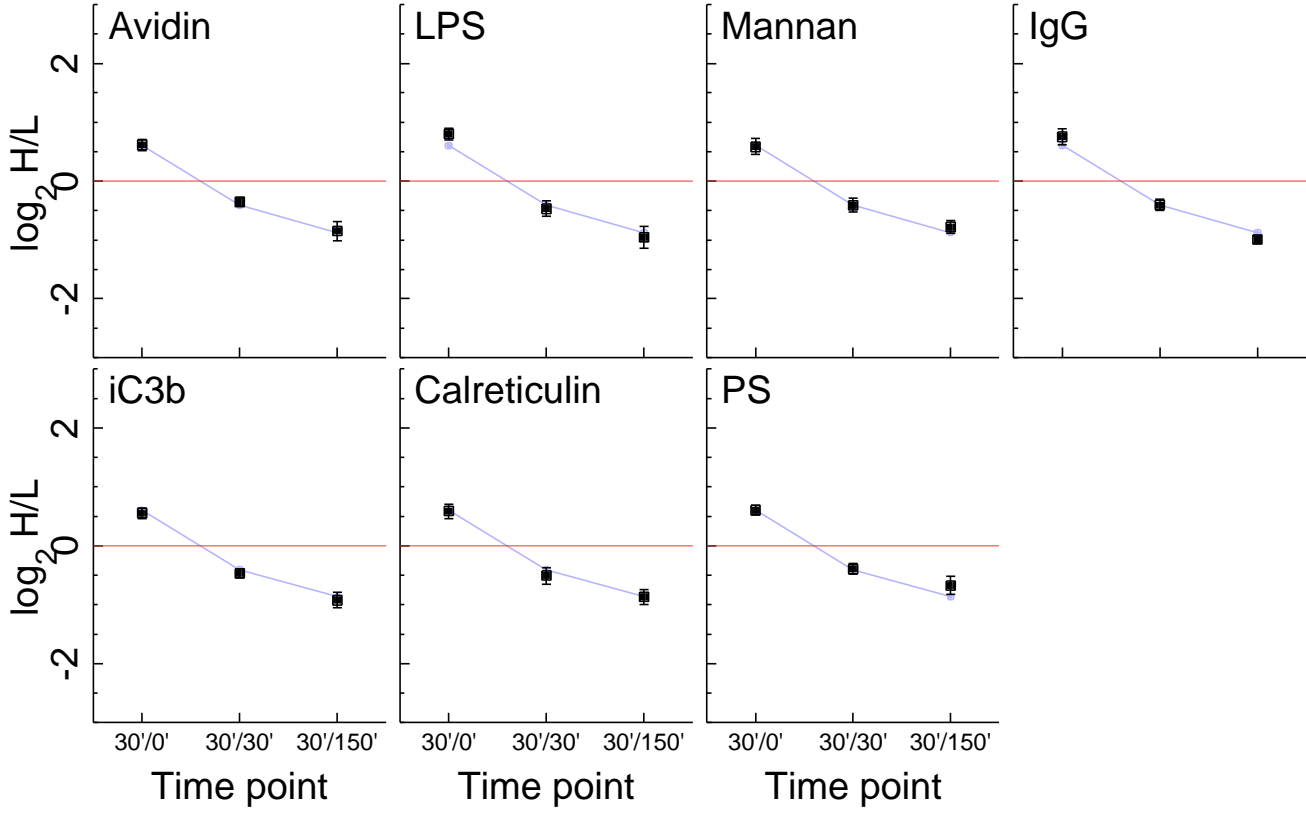 Avidin
LPS
Mannan
IgG
log2 H/L
2
0
-2
iC3b
Calreticulin
PS
log2 H/L
2
0
-2
30'/0' 30'/30' 30'/150'
30'/0' 30'/30' 30'/150'
30'/0' 30'/30' 30'/150'
Time point
Time point
Time point